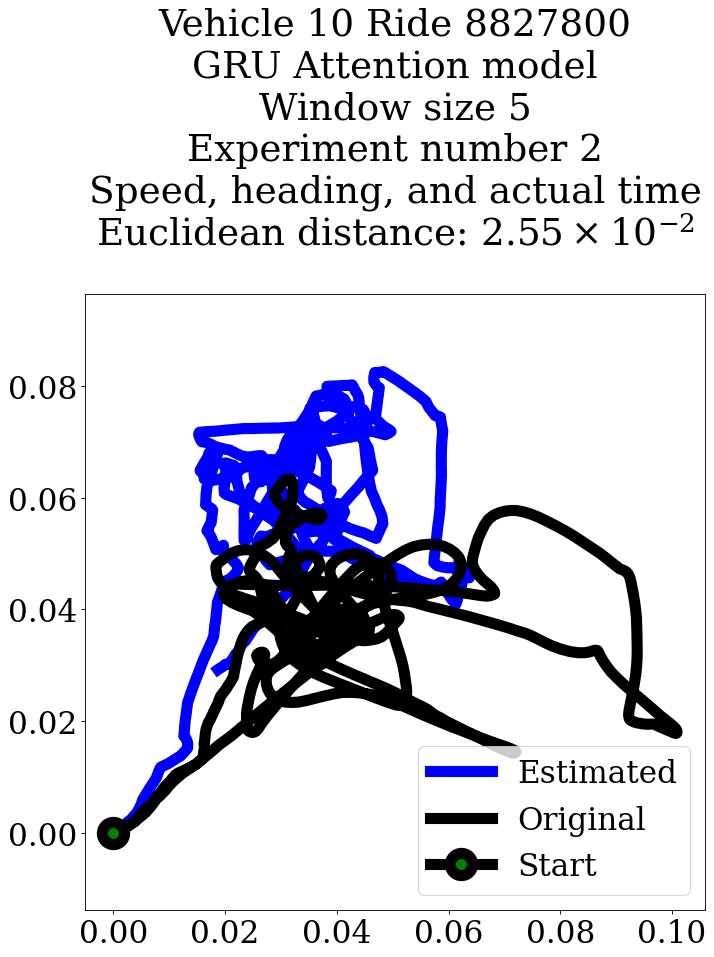 Vehicle 10 Ride 8827800
GRU Attention model
Window size 5
Experiment number 2
Speed, heading, and actual time
Euclidean distance: 2.55 × 10⁻²
0.08
0.06
0.04
0.02
0.00
Estimated
Original
Start
0.00 0.02 0.04 0.06 0.08 0.10